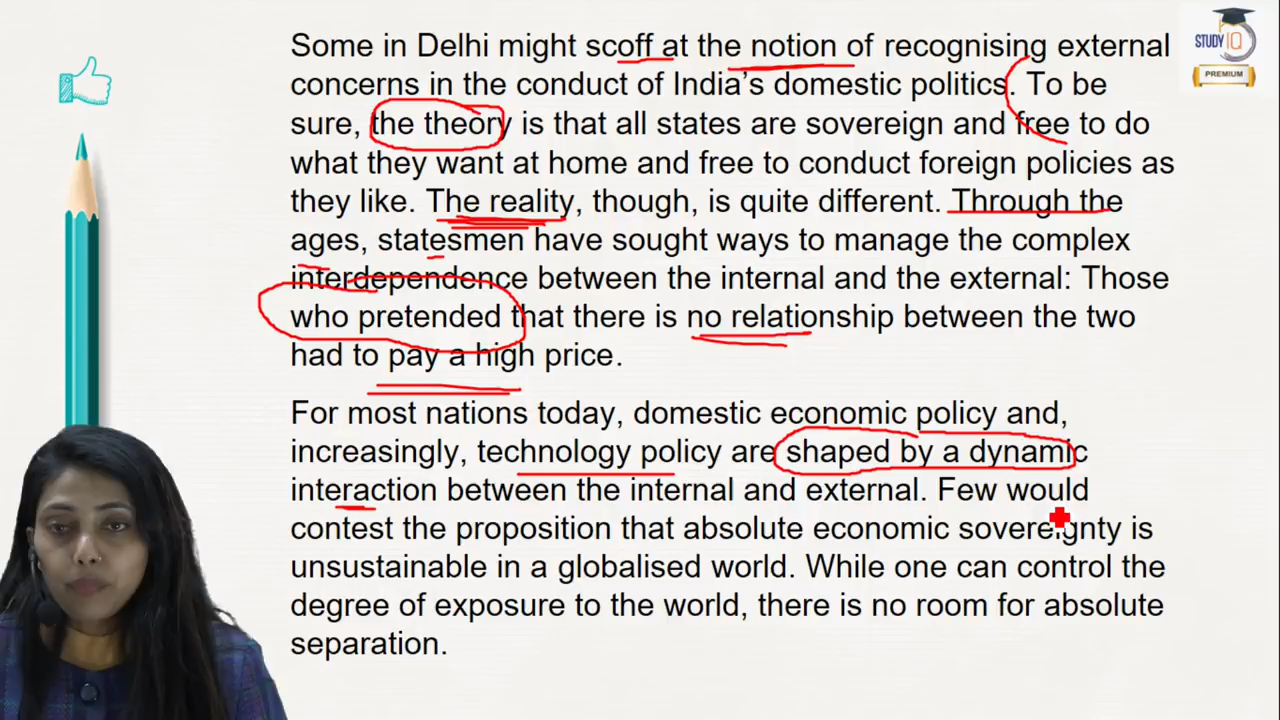 Some in Delhi might scoff at the notion of recognising external
concerns in the conduct of India's domestic politics. To be
sure, the theory is that all states are sovereign and free to do
what they want at home and free to conduct foreign policies as
they like. The reality, though, is quite different. Through the
ages, statesmen have sought ways to manage the complex
interdependence between the internal and the external: Those
who pretended that there is no relationship between the two
had to pay a high price.
For most nations today, domestic economic policy and,
increasingly, technology policy are shaped by a dynamic
interaction between the internal and external. Few would
contest the proposition that absolute economic sovereignty is
unsustainable in a globalised world. While one can control the
degree of exposure to the world, there is no room for absolute
separation.
STUDY IQ
PREMIUM